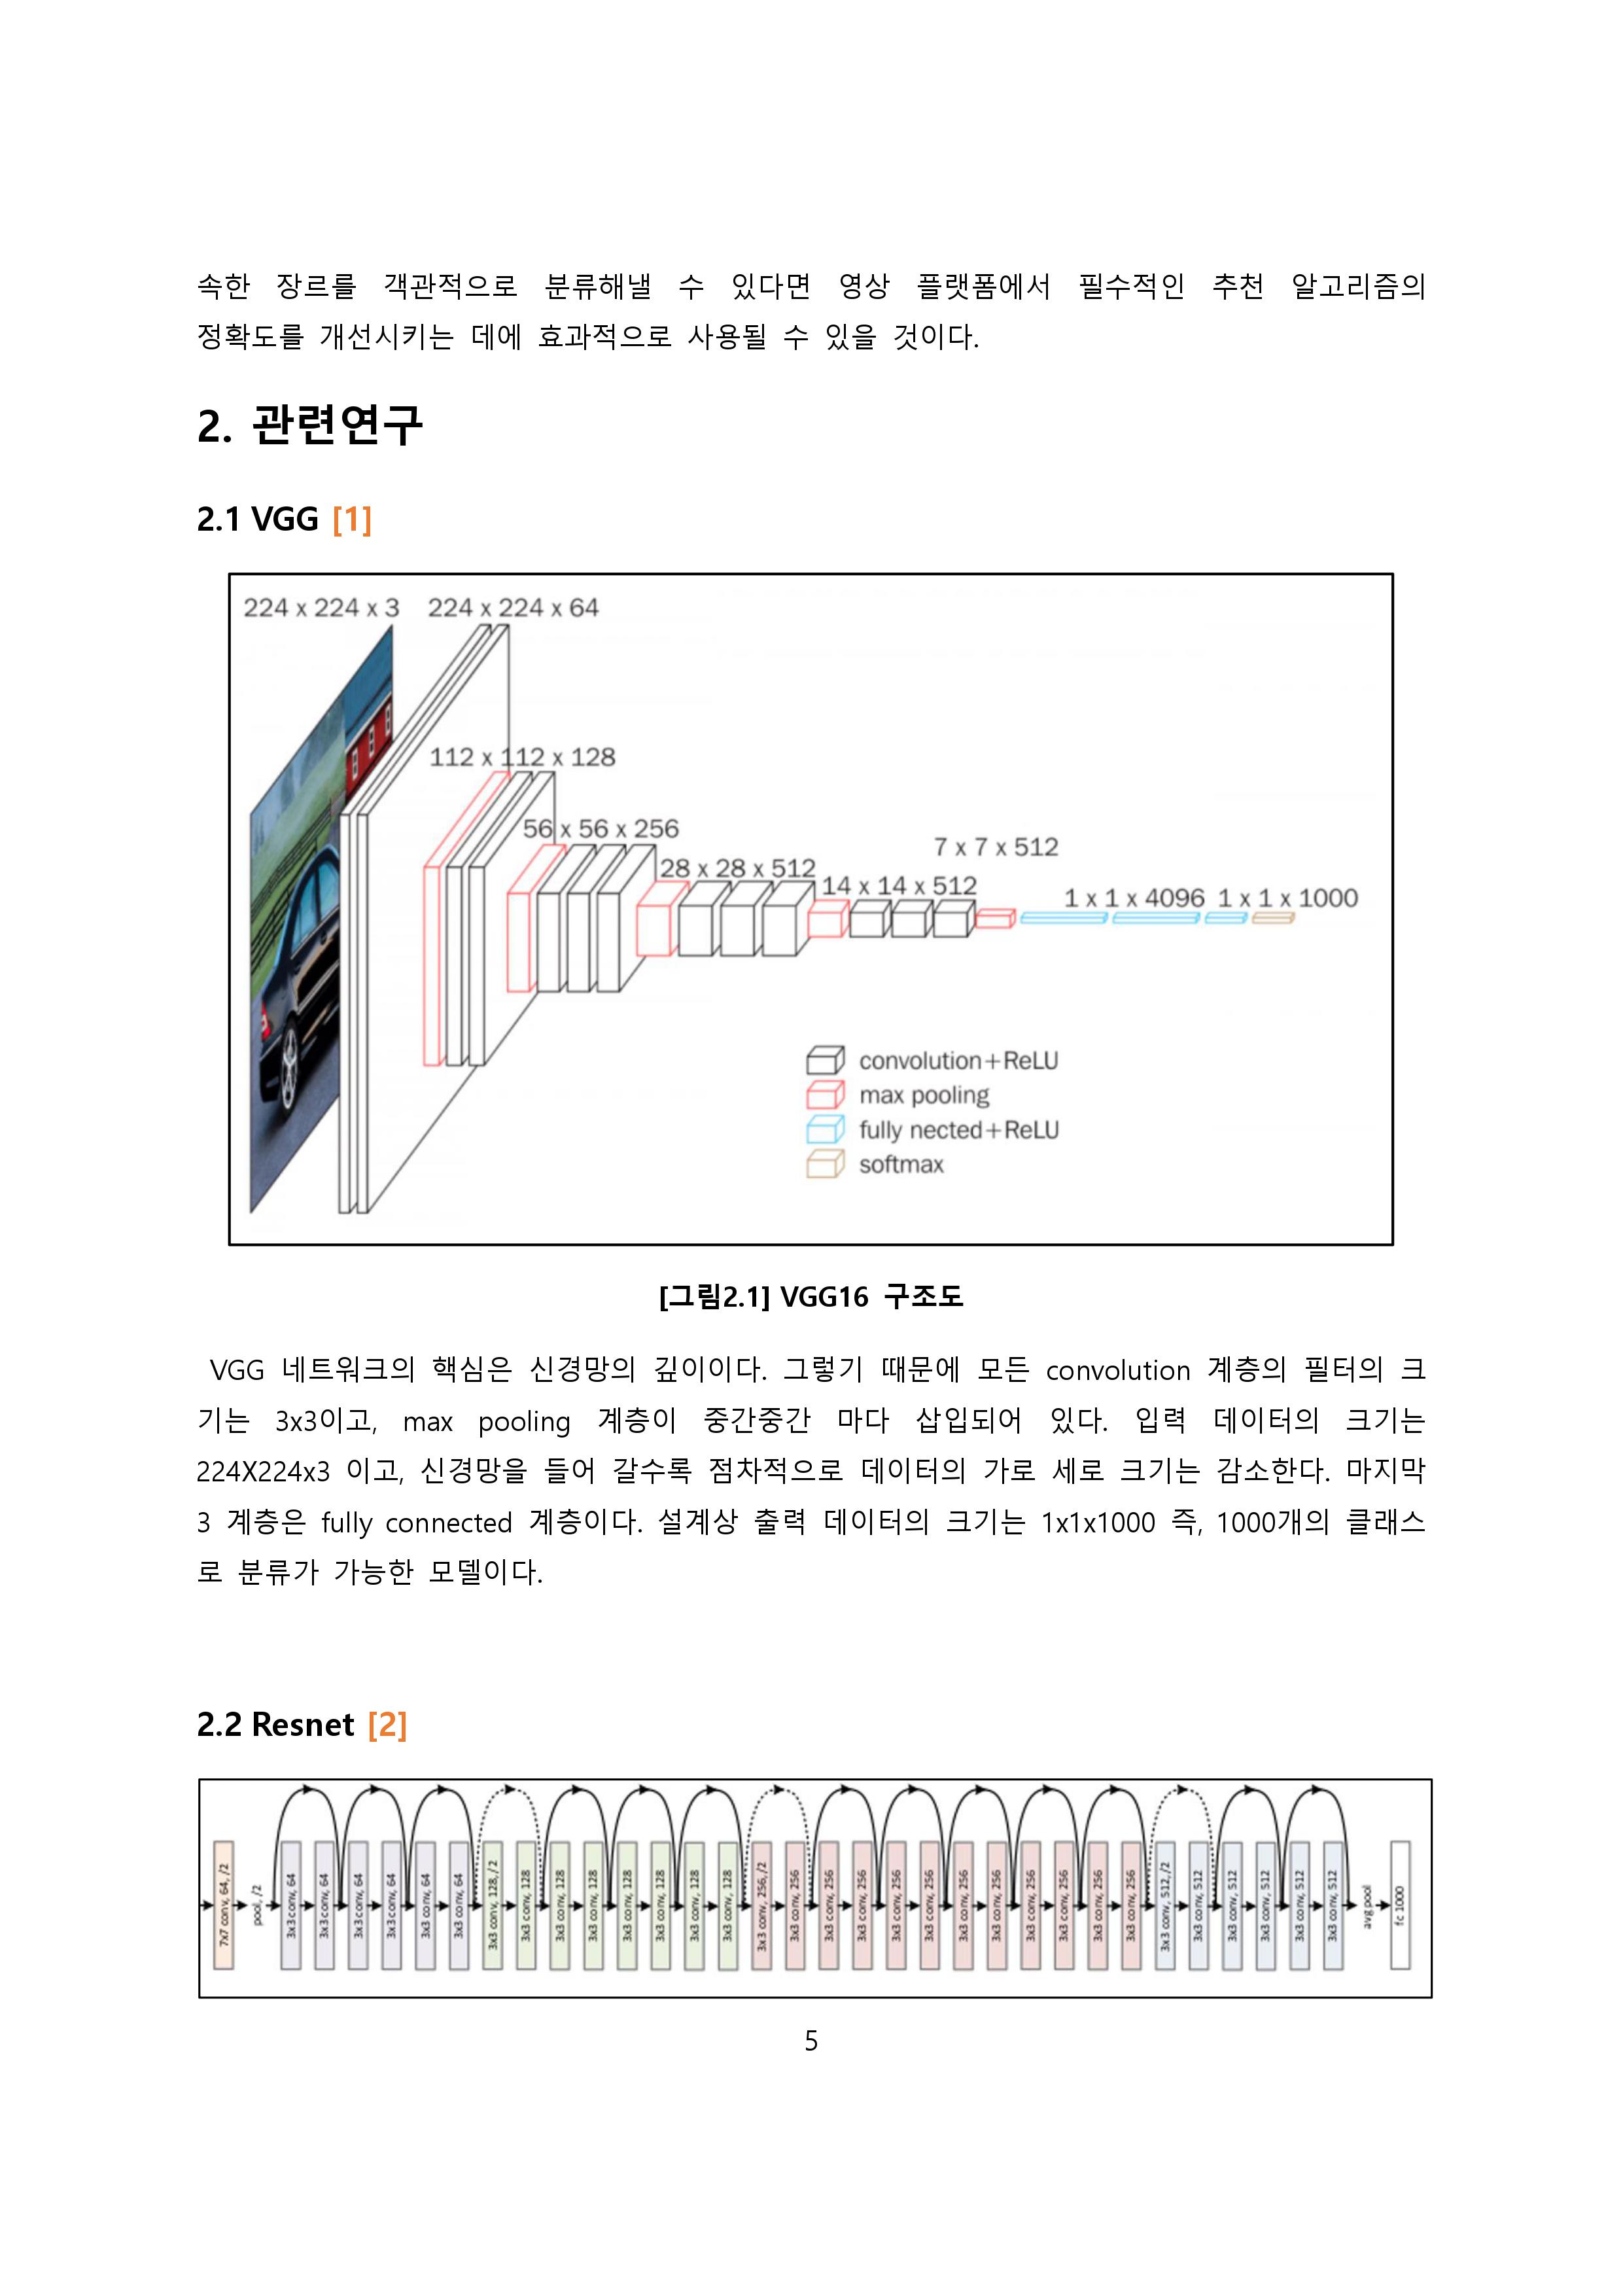 속한 장르를 객관적으로 분류해낼 수 있다면 영상 플랫폼에서 필수적인 추천 알고리즘의
정확도를 개선시키는 데에 효과적으로 사용될 수 있을 것이다.
2. 관련연구
2.1 VGG [1]
224 x 224 x 3 224 x 224 x 64
112 x 112 x 128
56 x 56 x 256
28 x 28 x 512
14 x 14 x 512
7 x 7 x 512
1 x 1 x 4096 1 x 1 x 1000
convolution+ReLU
max pooling
fully nected+ReLU
softmax
[그림2.1] VGG16 구조도
VGG 네트워크의 핵심은 신경망의 깊이이다. 그렇기 때문에 모든 convolution 계층의 필터의 크
기는 3x3이고, max pooling 계층이 중간중간 마다 삽입되어 있다. 입력 데이터의 크기는
224X224x3 이고, 신경망을 들어 갈수록 점차적으로 데이터의 가로 세로 크기는 감소한다. 마지막
3 계층은 fully connected 계층이다. 설계상 출력 데이터의 크기는 1x1x1000 즉, 1000개의 클래스
로 분류가 가능한 모델이다.
2.2 Resnet [2]
7x7 conv, 64, /2
pool, /2
3x3 conv, 64
3x3 conv, 64
3x3 conv, 64
3x3 conv, 64
3x3 conv, 64
3x3 conv, 64
3x3 conv, 128, /2
3x3 conv, 128
3x3 conv, 128
3x3 conv, 128
3x3 conv, 128
3x3 conv, 128
3x3 conv, 128
3x3 conv, 128
3x3 conv, 256, /2
3x3 conv, 256
3x3 conv, 256
3x3 conv, 256
3x3 conv, 256
3x3 conv, 256
3x3 conv, 256
3x3 conv, 256
3x3 conv, 256
3x3 conv, 256
3x3 conv, 256
3x3 conv, 256
3x3 conv, 512, /2
3x3 conv, 512
3x3 conv, 512
3x3 conv, 512
3x3 conv, 512
3x3 conv, 512
avg pool
fc 1000
5